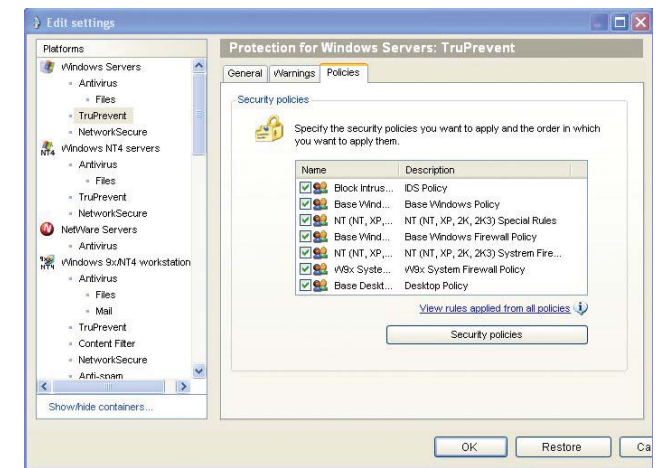 Edit settings
Platforms
Windows Servers
Antivirus
Files
TruPrevent
NetworkSecure
NT4 Windows NT4 servers
Antivirus
Files
TruPrevent
NetworkSecure
NetWare Servers
Antivirus
9x/NT4 Windows 9x/NT4 workstation
Antivirus
Files
Mail
TruPrevent
Content Filter
NetworkSecure
Anti-spam
Show/hide containers...
Protection for Windows Servers: TruPrevent
General Warnings Policies
Security policies
Specify the security policies you want to apply and the order in which
you want to apply them.
Name Description
Block Intrus... IDS Policy
Base Wind... Base Windows Policy
NT (NT, XP,... NT (NT, XP, 2K, 2K3) Special Rules
Base Wind... Base Windows Firewall Policy
NT (NT, XP,... NT (NT, XP, 2K, 2K3) Systrem Fire...
W9x Syste... W9x System Firewall Policy
Base Deskt... Desktop Policy
View rules applied from all policies
Security policies
OK Restore Ca